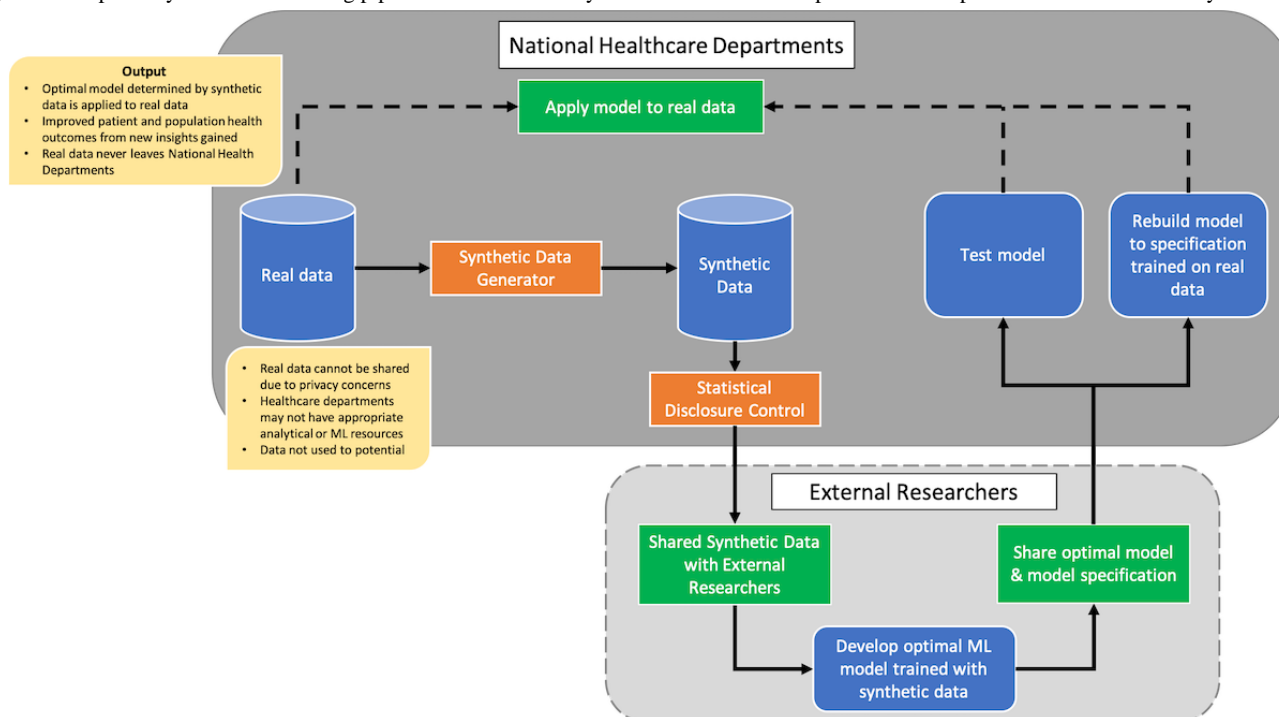 National Healthcare Departments
Output
• Optimal model determined by synthetic
data is applied to real data
• Improved patient and population health
outcomes from new insights gained
• Real data never leaves National Health
Departments
Apply model to real data
Real data
Synthetic Data
Generator
Synthetic
Data
Test model
Rebuild model
to specification
trained on real
data
• Real data cannot be shared
due to privacy concerns
• Healthcare departments
may not have appropriate
analytical or ML resources
• Data not used to potential
Statistical
Disclosure Control
External Researchers
Shared Synthetic Data
with External
Researchers
Share optimal model
& model specification
Develop optimal ML
model trained with
synthetic data